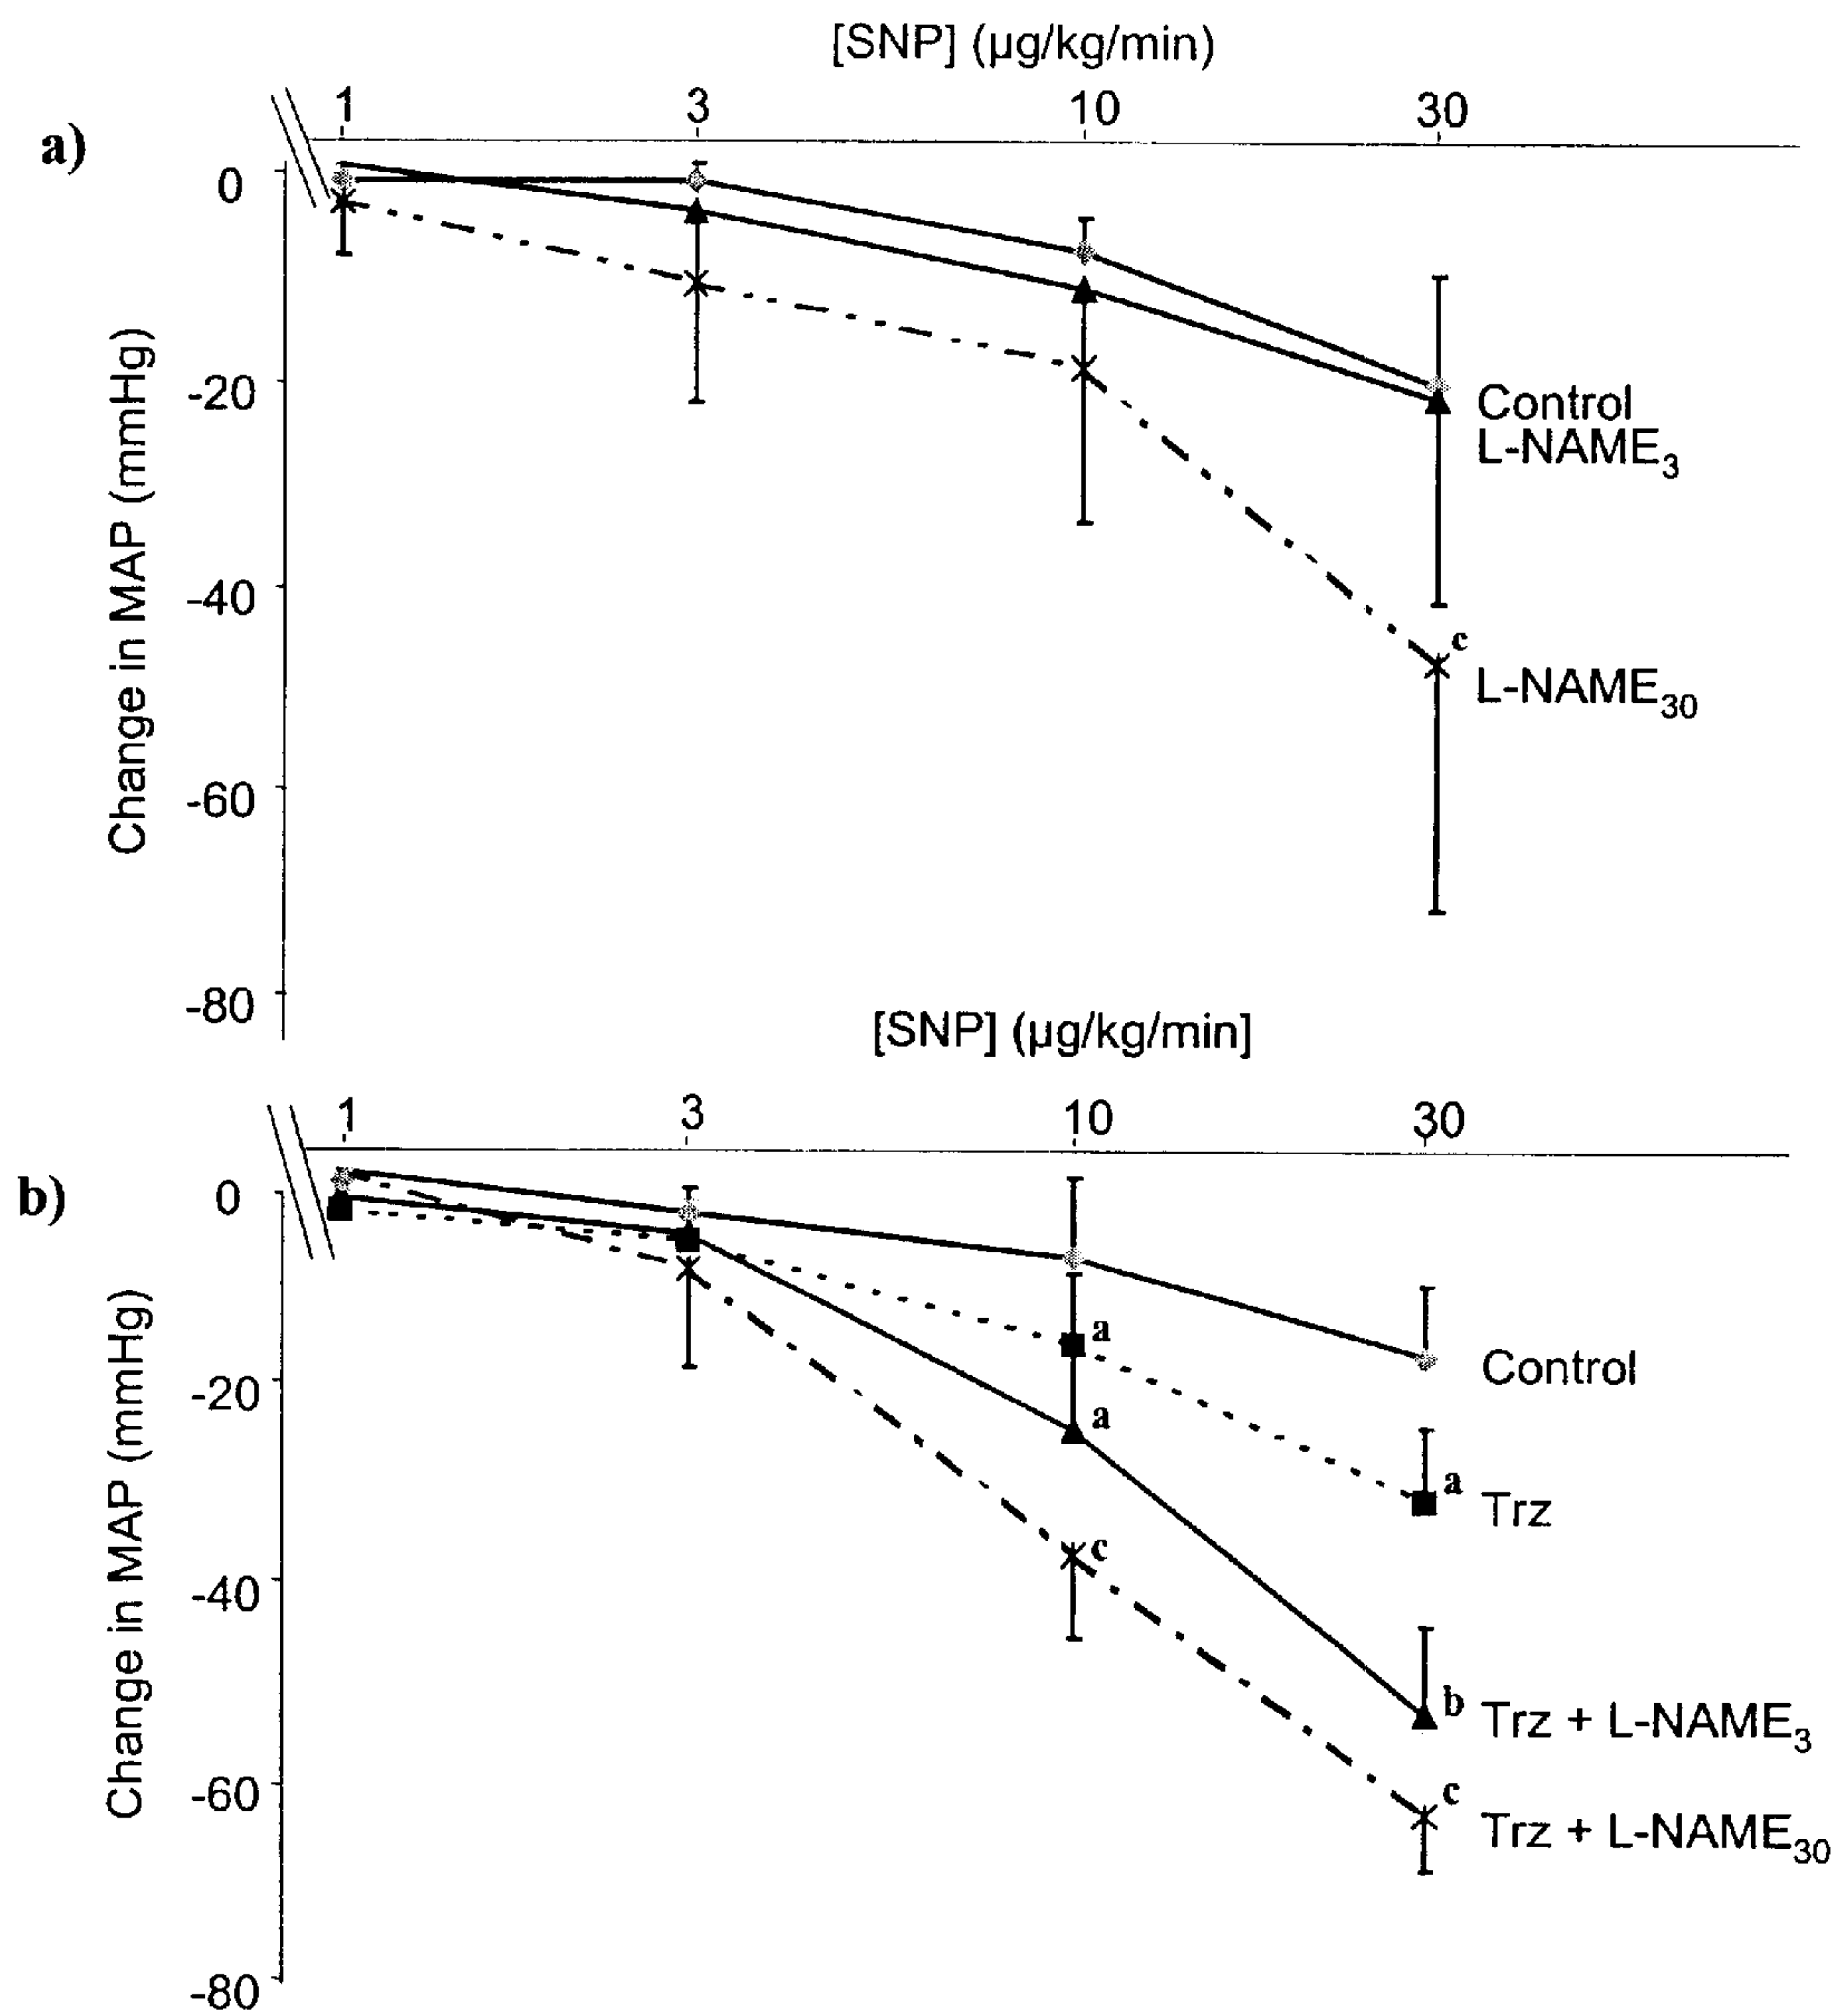 [SNP] (µg/kg/min)
1 3 10 30
a)
0
-20
-40
-60
-80
Change in MAP (mmHg)
Control
L-NAME3
c
L-NAME30
[SNP] (µg/kg/min]
1 3 10 30
b)
0
-20
-40
-60
-80
Change in MAP (mmHg)
a
Control
a
a Trz
c
b Trz + L-NAME3
c
Trz + L-NAME30